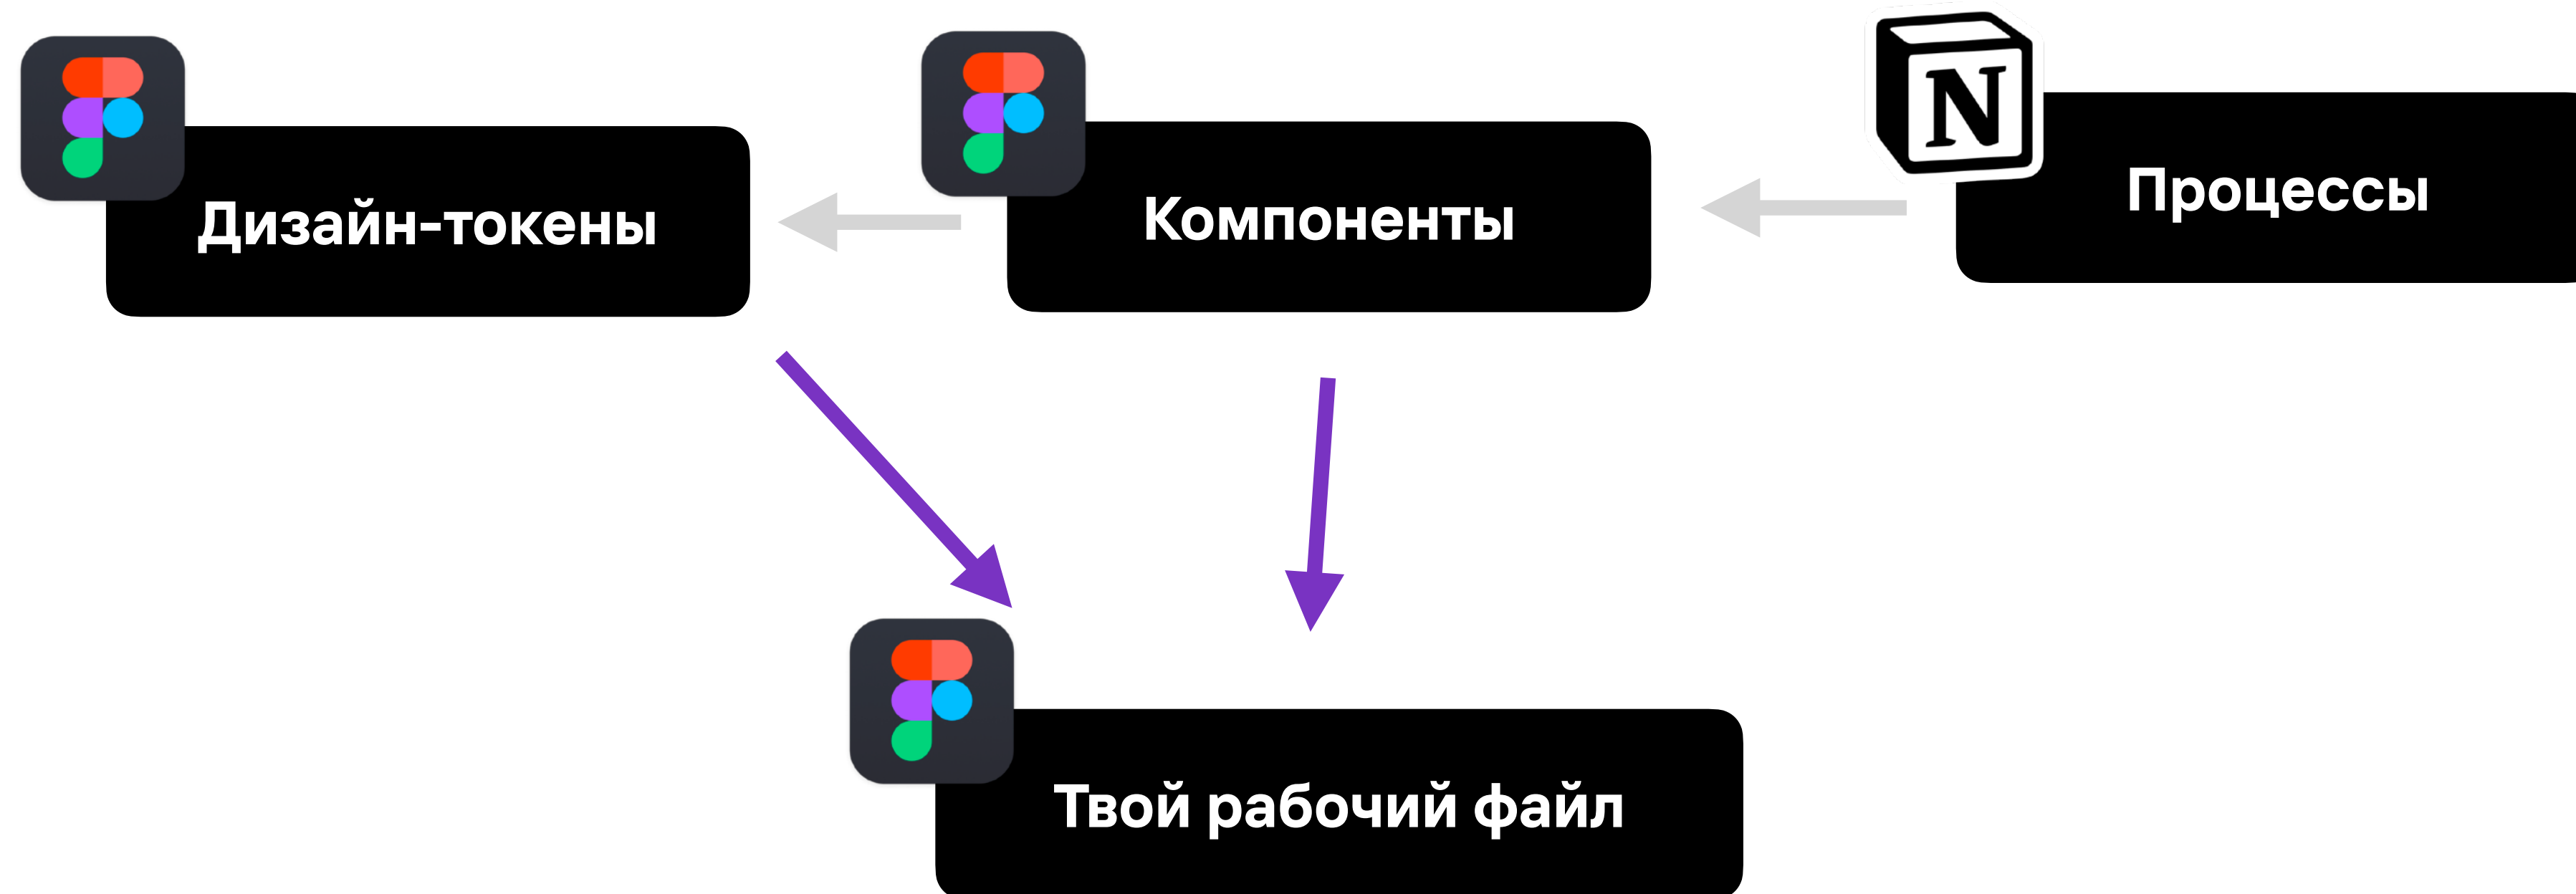 Дизайн-токены
Компоненты
N
Процессы
Твой рабочий файл